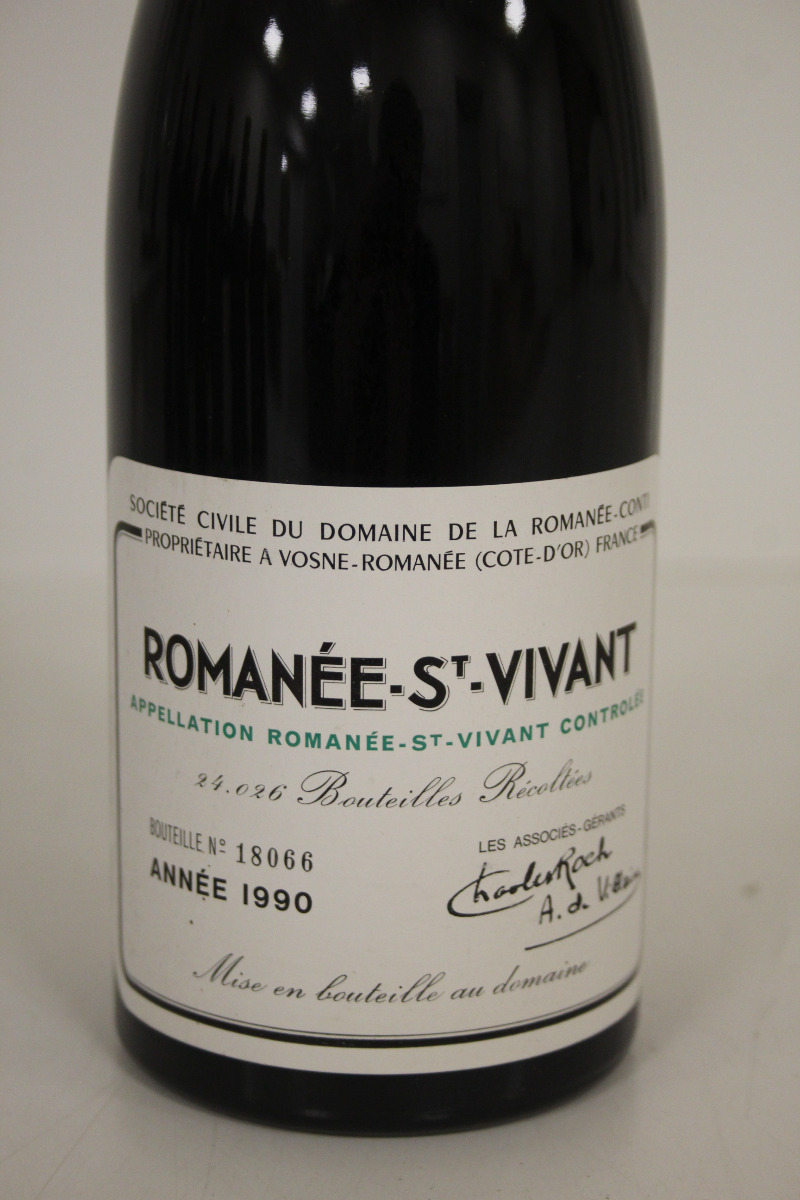 SOCIÉTÉ CIVILE DU DOMAINE DE LA ROMANÉE-CONTI
PROPRIÉTAIRE A VOSNE-ROMANÉE (COTE-D'OR) FRANCE
ROMANÉE-ST-VIVANT
APPELLATION ROMANÉE-ST-VIVANT CONTROLÉE
24.026 Bouteilles Récoltées
BOUTEILLE Nº 18066
ANNÉE 1990
LES ASSOCIÉS-GÉRANTS
Charles Roch
A. de Villaine
Mise en bouteille au domaine